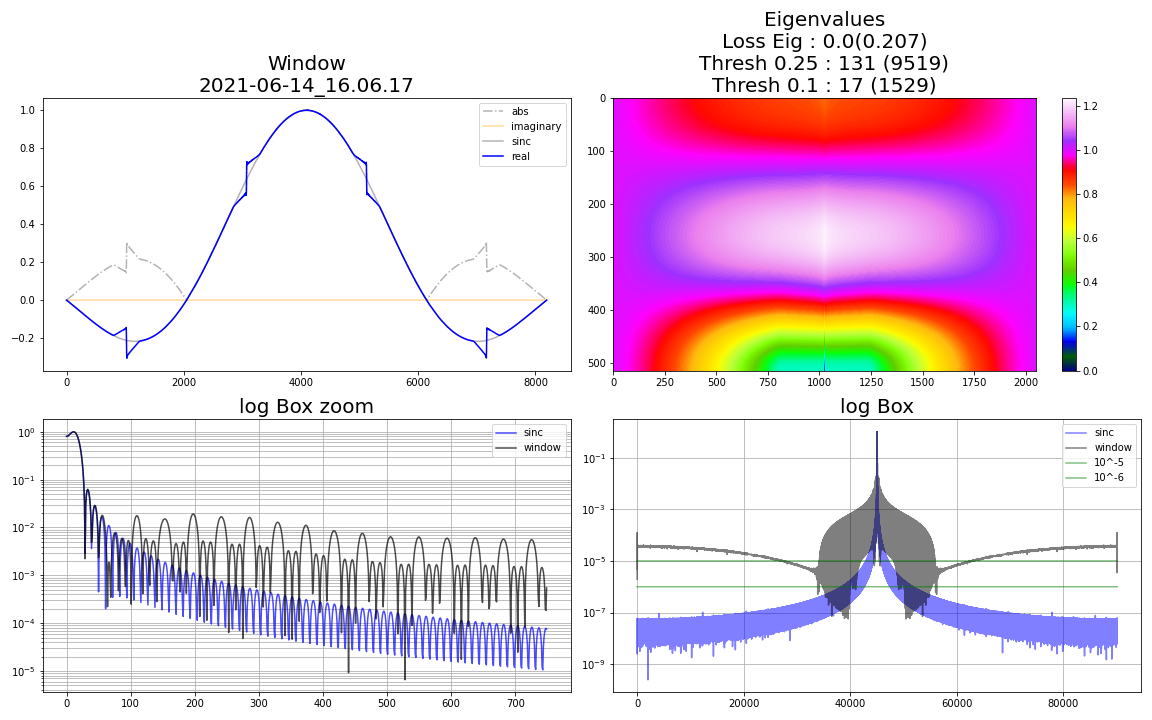 Window
2021-06-14_16.06.17
1.0
0.8
0.6
0.4
0.2
0.0
−0.2
0 2000 4000 6000 8000
abs
imaginary
sinc
real
Eigenvalues
Loss Eig : 0.0(0.207)
Thresh 0.25 : 131 (9519)
Thresh 0.1 : 17 (1529)
0
100
200
300
400
500
0 250 500 750 1000 1250 1500 1750 2000
1.2
1.0
0.8
0.6
0.4
0.2
0.0
log Box zoom
10⁰
10⁻¹
10⁻²
10⁻³
10⁻⁴
10⁻⁵
0 100 200 300 400 500 600 700
sinc
window
log Box
10⁻¹
10⁻³
10⁻⁵
10⁻⁷
10⁻⁹
0 20000 40000 60000 80000
sinc
window
10^-5
10^-6